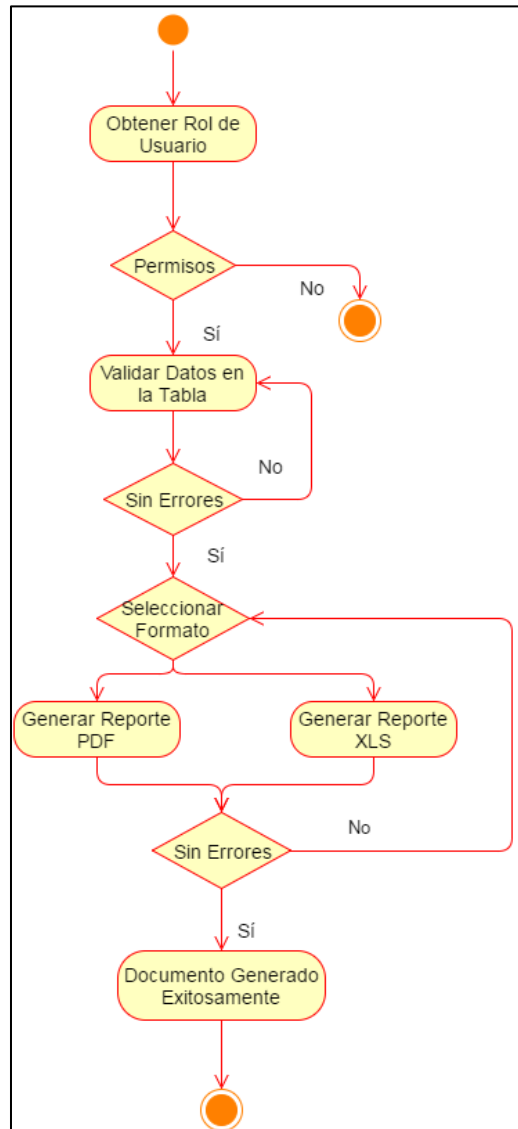 Obtener Rol de
Usuario
Permisos
No
Sí
Validar Datos en
la Tabla
No
Sin Errores
Sí
Seleccionar
Formato
Generar Reporte
PDF
Generar Reporte
XLS
No
Sin Errores
Sí
Documento Generado
Exitosamente